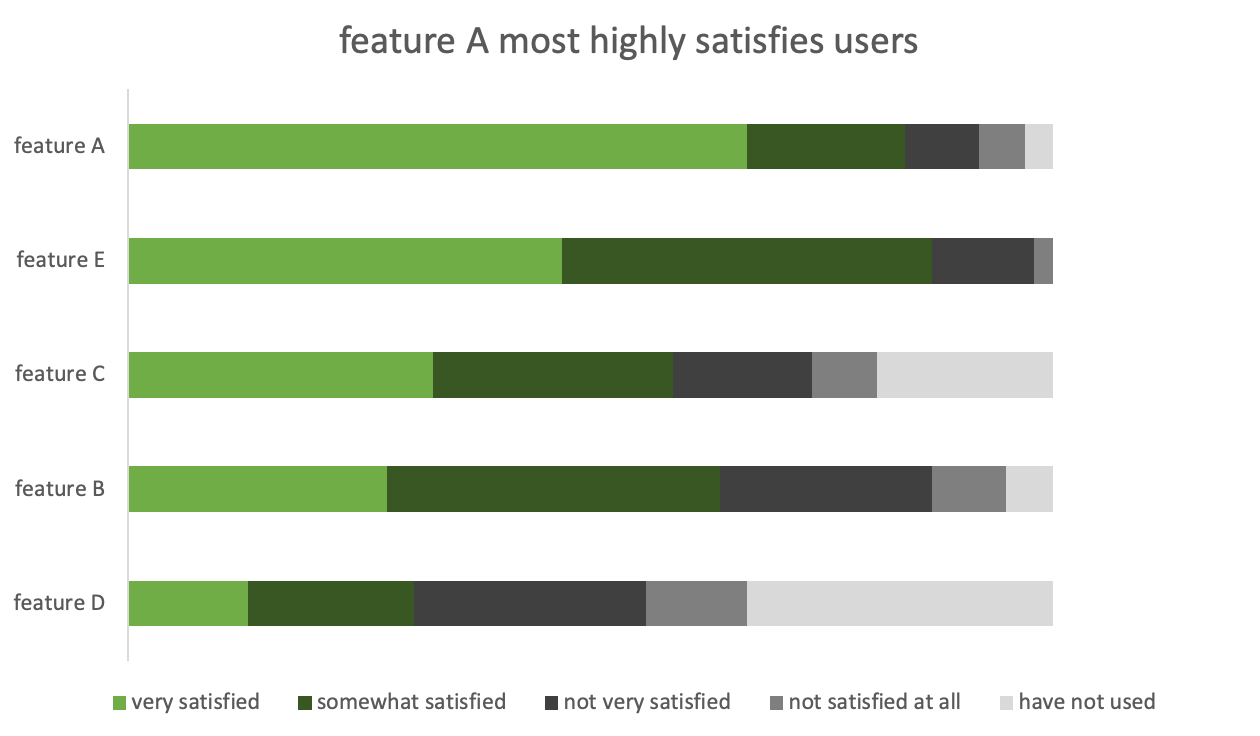 feature A most highly satisfies users
feature A
feature E
feature C
feature B
feature D
very satisfied somewhat satisfied not very satisfied not satisfied at all have not used